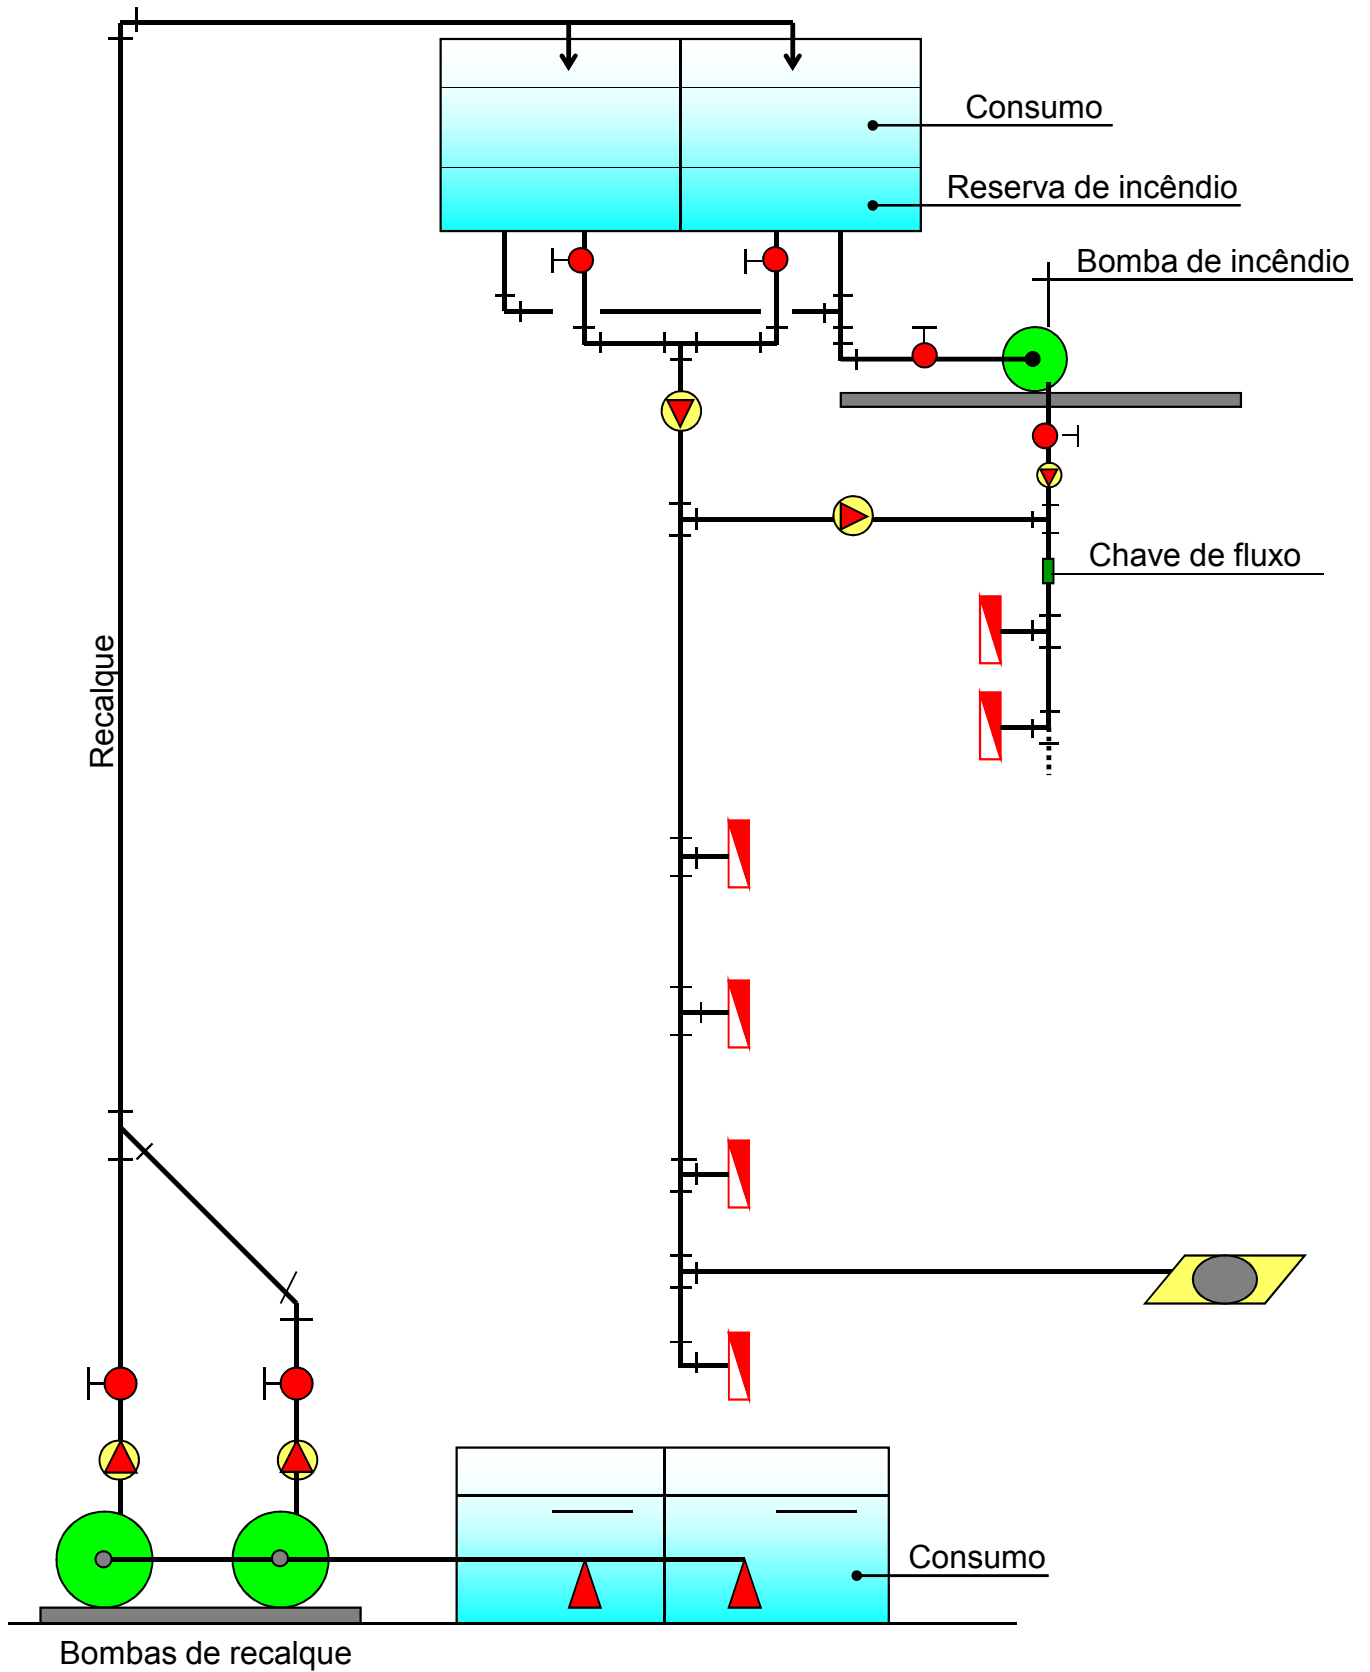 Consumo
Reserva de incêndio
Bomba de incêndio
Chave de fluxo
Recalque
Consumo
Bombas de recalque